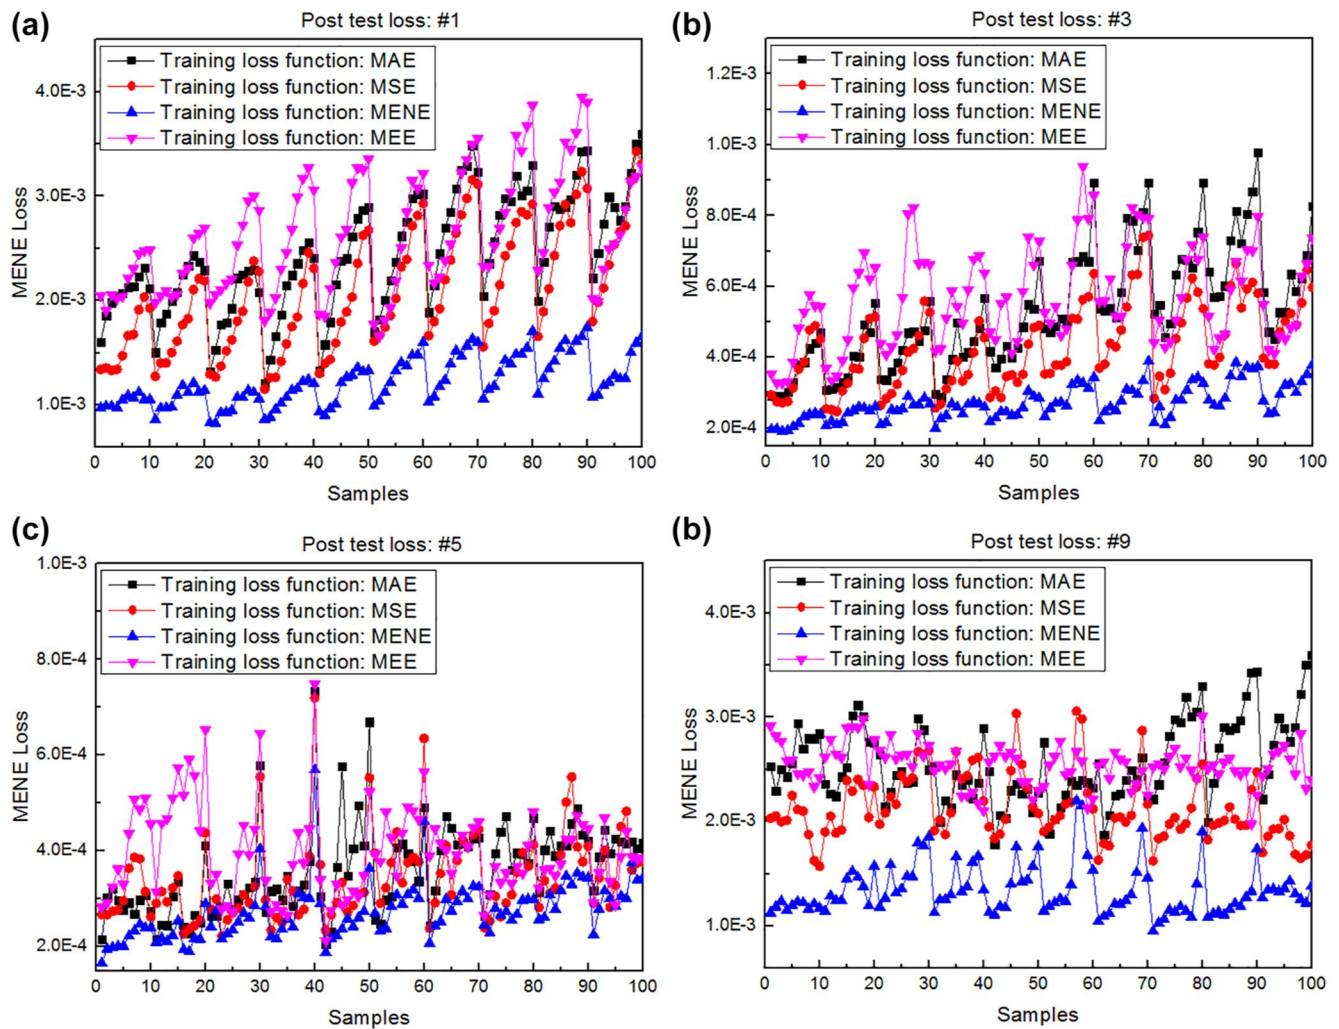 (a)
Post test loss: #1
Training loss function: MAE
Training loss function: MSE
Training loss function: MENE
Training loss function: MEE
4.0E-3
3.0E-3
2.0E-3
1.0E-3
MENE Loss
0 10 20 30 40 50 60 70 80 90 100
Samples
(b)
Post test loss: #3
Training loss function: MAE
Training loss function: MSE
Training loss function: MENE
Training loss function: MEE
1.2E-3
1.0E-3
8.0E-4
6.0E-4
4.0E-4
2.0E-4
MENE Loss
0 10 20 30 40 50 60 70 80 90 100
Samples
(c)
Post test loss: #5
Training loss function: MAE
Training loss function: MSE
Training loss function: MENE
Training loss function: MEE
1.0E-3
8.0E-4
6.0E-4
4.0E-4
2.0E-4
MENE Loss
0 10 20 30 40 50 60 70 80 90 100
Samples
(b)
Post test loss: #9
Training loss function: MAE
Training loss function: MSE
Training loss function: MENE
Training loss function: MEE
4.0E-3
3.0E-3
2.0E-3
1.0E-3
MENE Loss
0 10 20 30 40 50 60 70 80 90 100
Samples